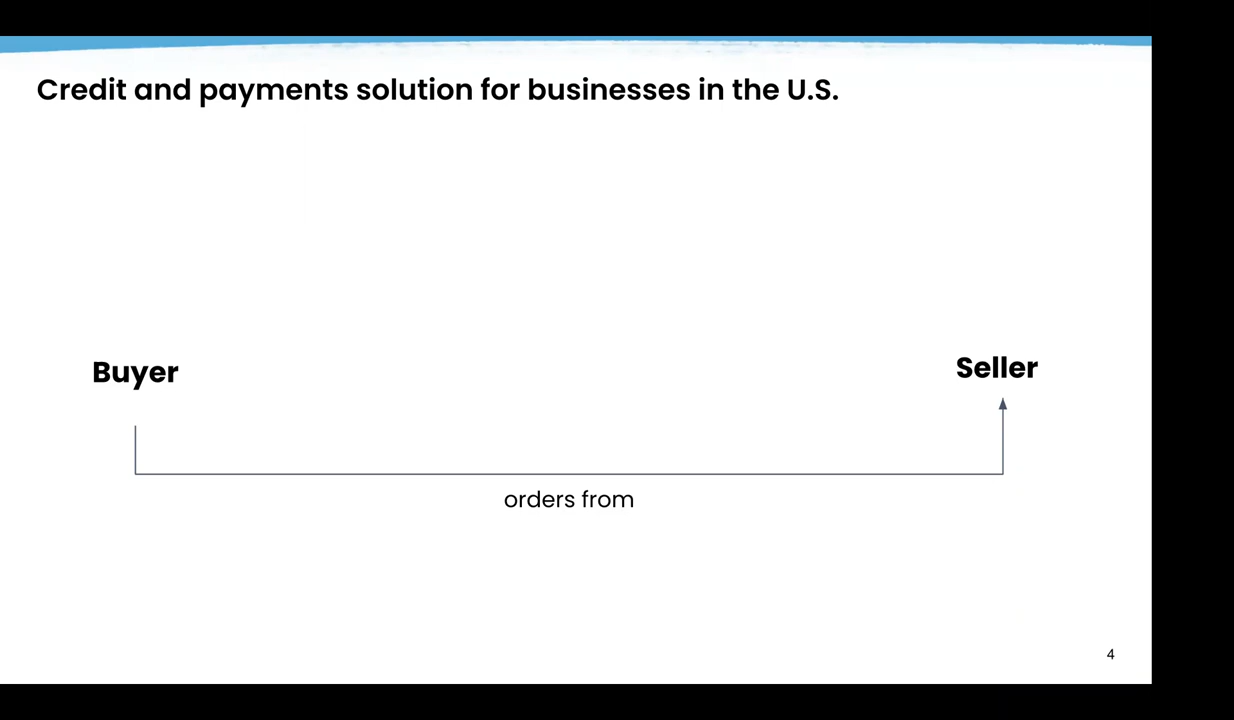 Credit and payments solution for businesses in the U.S.
Buyer
Seller
orders from
4